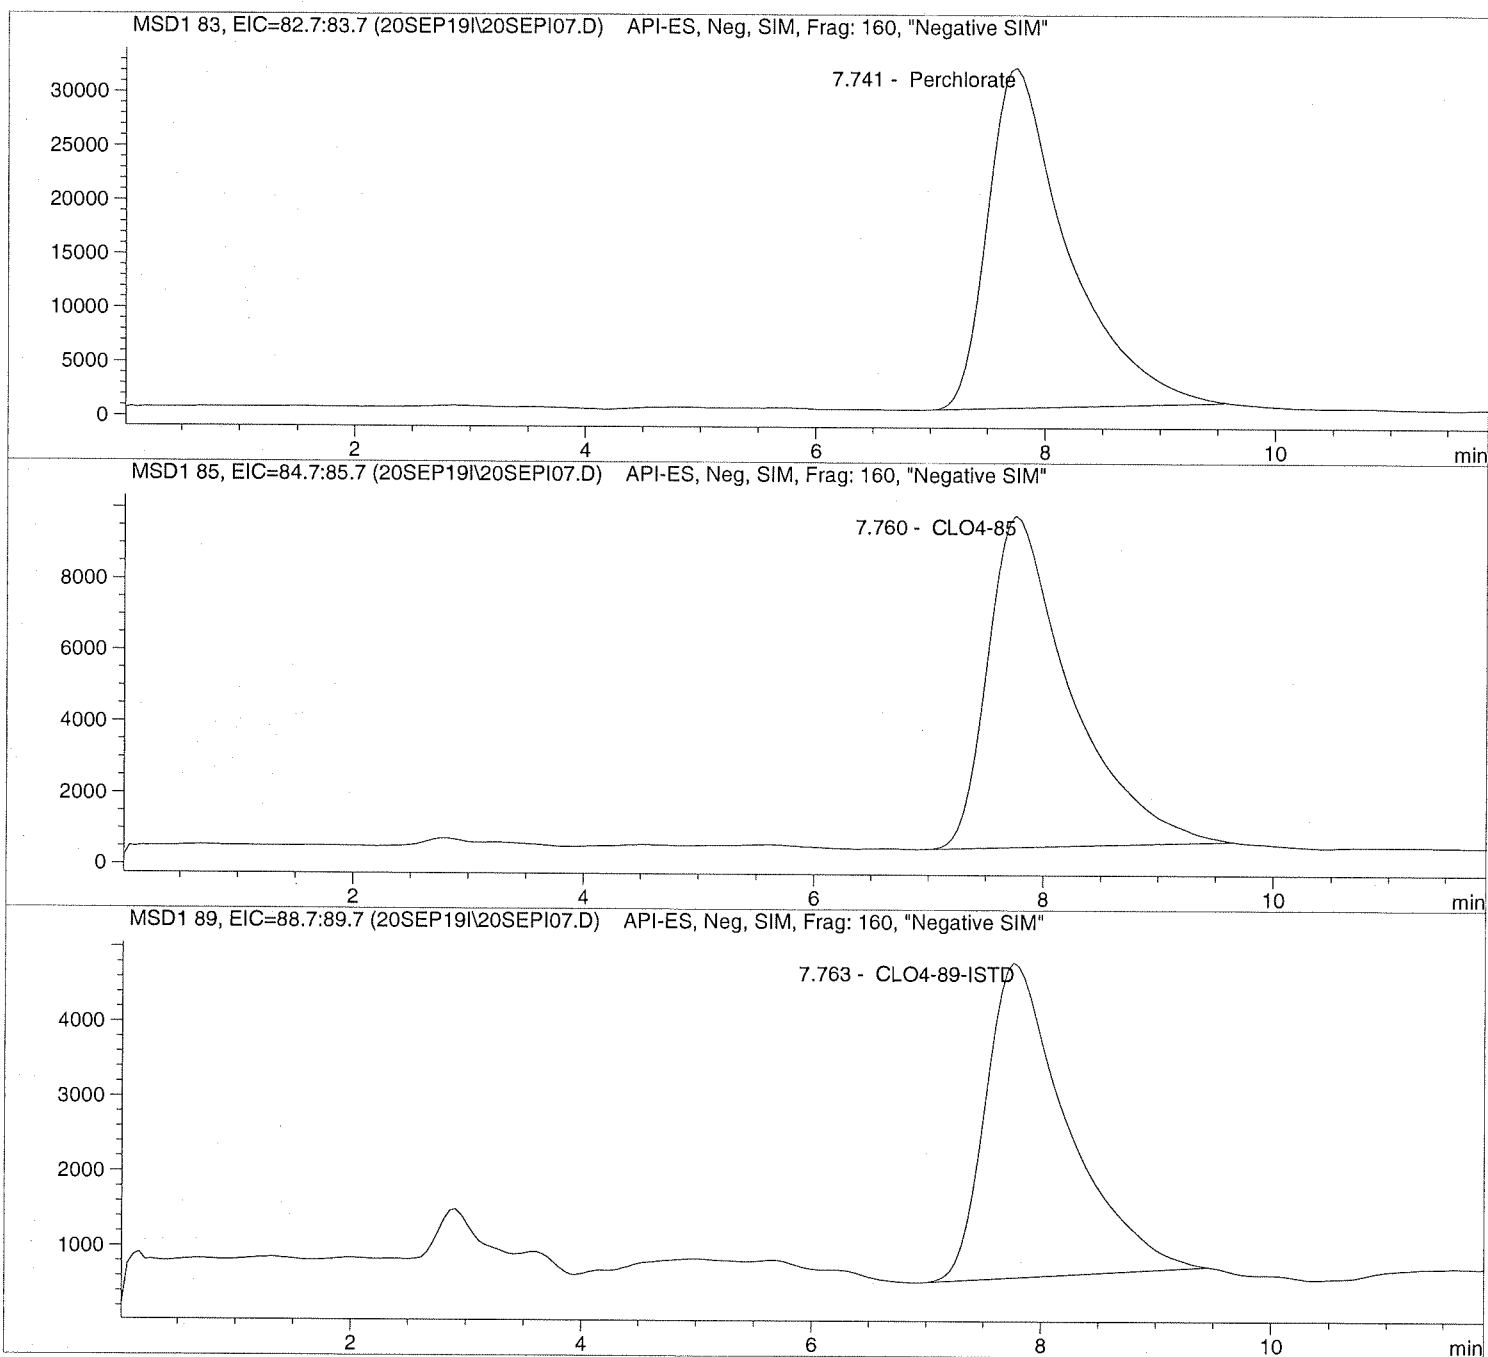 MSD1 83, EIC=82.7:83.7 (20SEP19I\20SEPI07.D) API-ES, Neg, SIM, Frag: 160, "Negative SIM"
7.741 - Perchlorate
30000
25000
20000
15000
10000
5000
0
2 4 6 8 10 min
MSD1 85, EIC=84.7:85.7 (20SEP19I\20SEPI07.D) API-ES, Neg, SIM, Frag: 160, "Negative SIM"
7.760 - CLO4-85
8000
6000
4000
2000
0
2 4 6 8 10 min
MSD1 89, EIC=88.7:89.7 (20SEP19I\20SEPI07.D) API-ES, Neg, SIM, Frag: 160, "Negative SIM"
7.763 - CLO4-89-ISTD
4000
3000
2000
1000
2 4 6 8 10 min